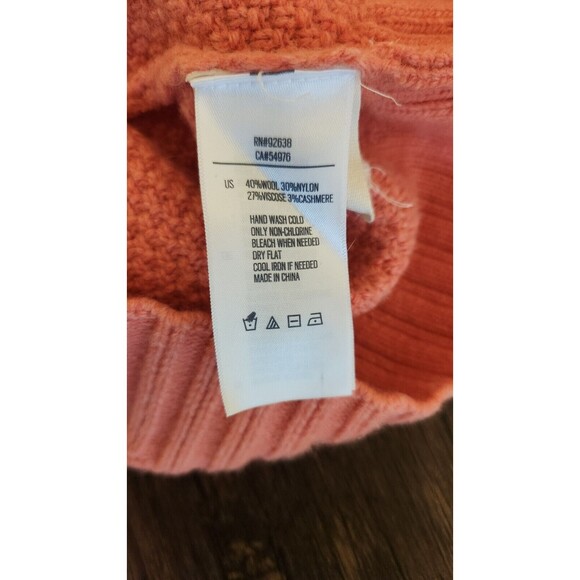 RN#92638
CA#54976
US 40%WOOL 30%NYLON
27%VISCOSE 3%CASHMERE
HAND WASH COLD
ONLY NON-CHLORINE
BLEACH WHEN NEEDED
DRY FLAT
COOL IRON IF NEEDED
MADE IN CHINA